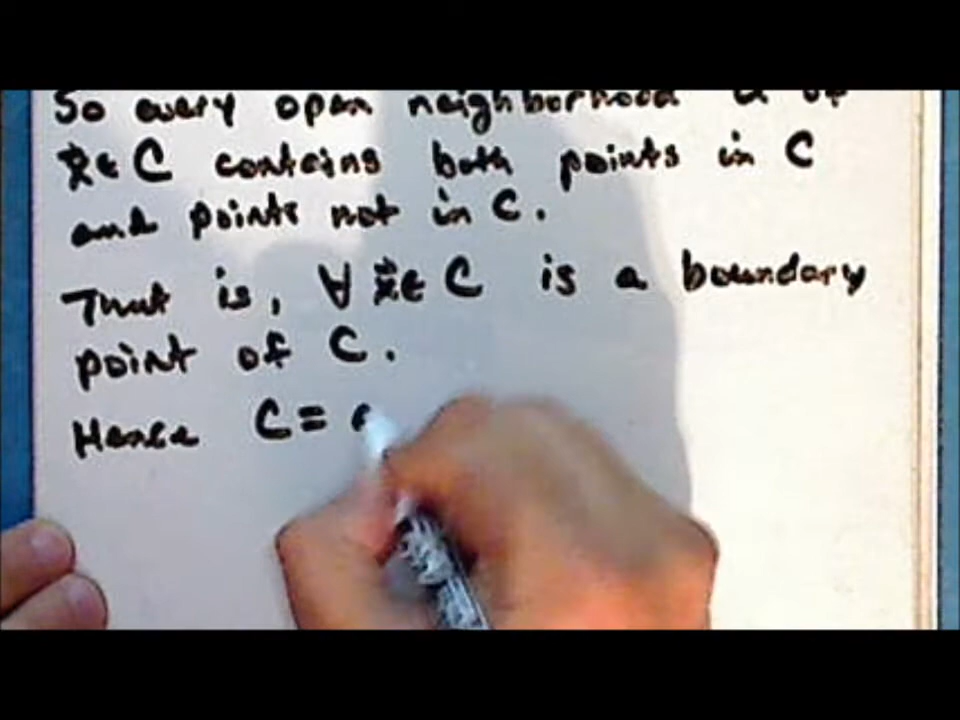 So every open neighborhood U of
x⃗ ∈ C contains both points in C
and points not in C.
That is, ∀ x⃗ ∈ C is a boundary
point of C.
Hence C =